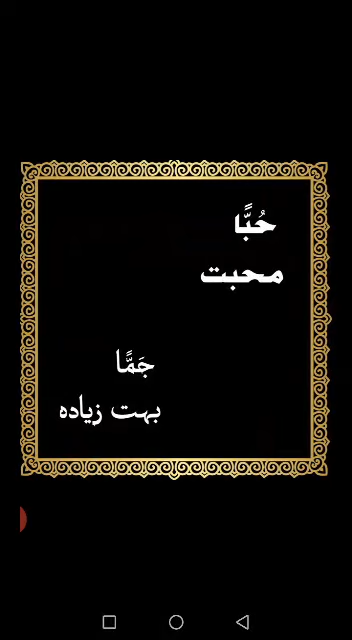 حُبًّا
محبت
جَمًّا
بہت زیادہ